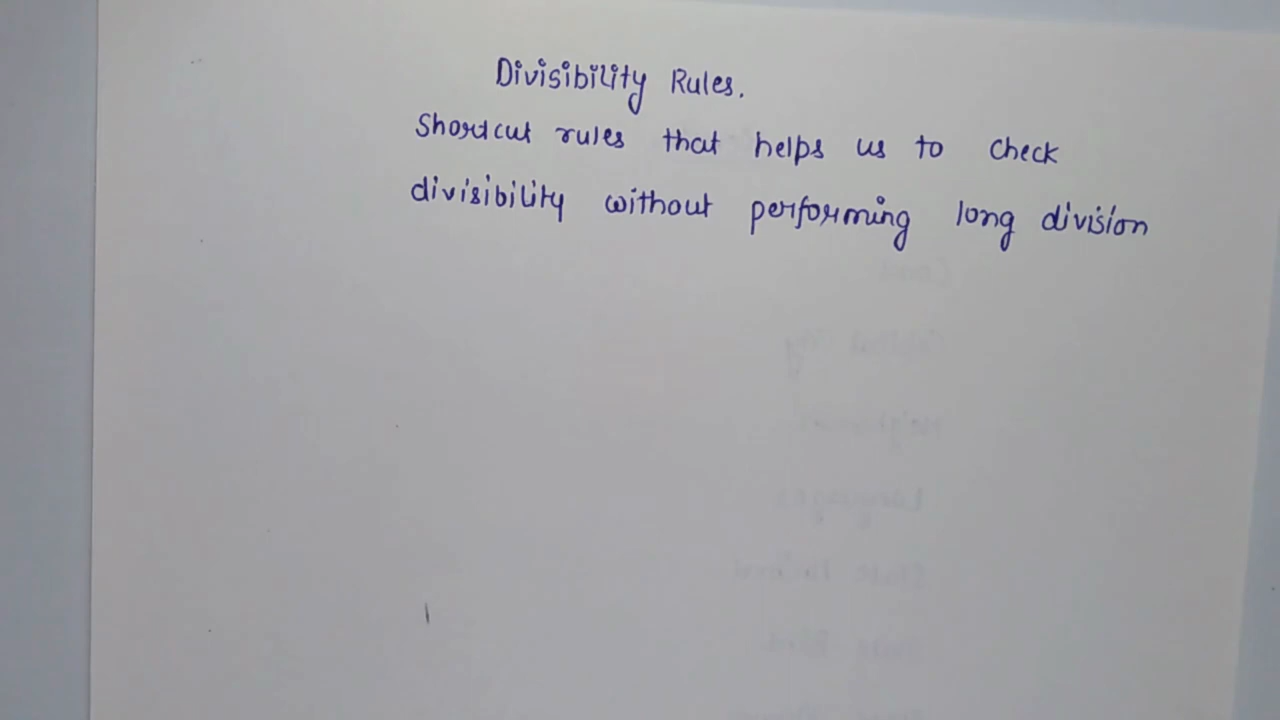 Divisibility Rules.
Shortcut rules that helps us to check
divisibility without performing long division